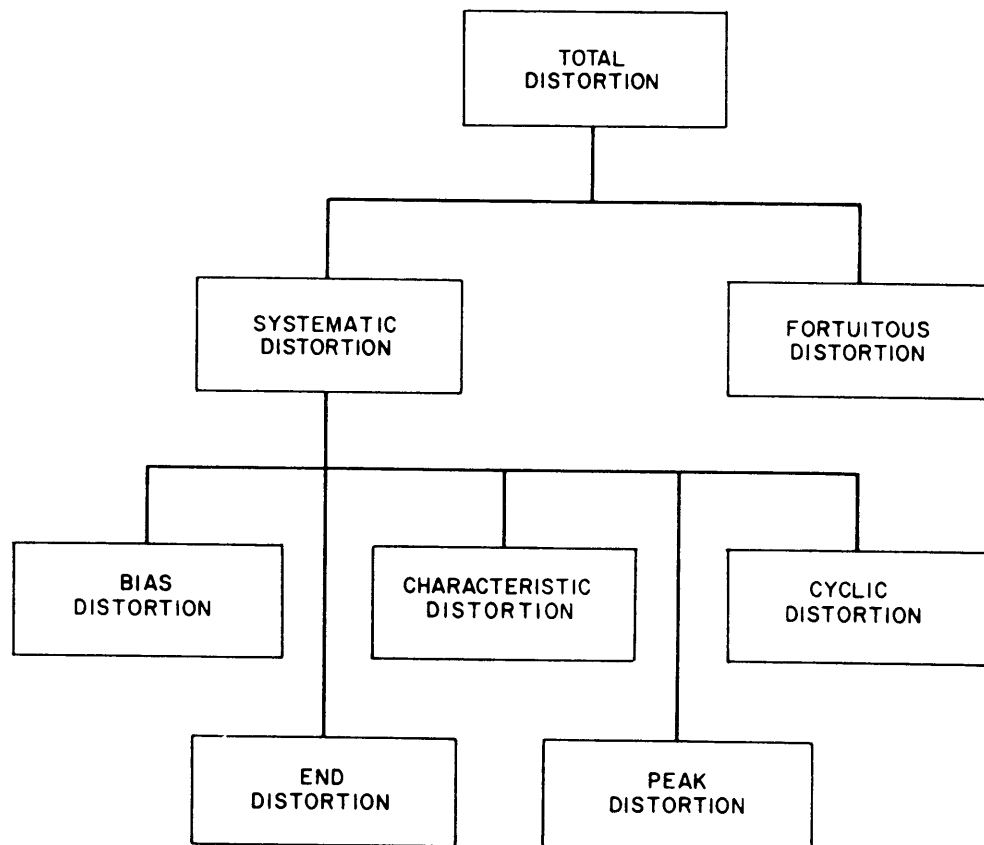 TOTAL
DISTORTION
SYSTEMATIC
DISTORTION
FORTUITOUS
DISTORTION
BIAS
DISTORTION
CHARACTERISTIC
DISTORTION
CYCLIC
DISTORTION
END
DISTORTION
PEAK
DISTORTION